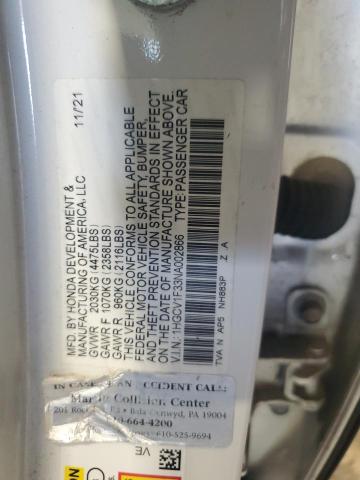 MFD. BY HONDA DEVELOPMENT & 11/21
MANUFACTURING OF AMERICA, LLC
GVWR 2030KG (4475LBS)
GAWR F 1070KG (2358LBS)
GAWR R 960KG (2116LBS)
THIS VEHICLE CONFORMS TO ALL APPLICABLE
FEDERAL MOTOR VEHICLE SAFETY, BUMPER,
AND THEFT PREVENTION STANDARDS IN EFFECT
ON THE DATE OF MANUFACTURE SHOWN ABOVE.
V.I.N.: 1HGCV1F33NA002866 TYPE:PASSENGER CAR
TVA N AP5 NH883P Z A
IN CASE AN ACCIDENT CALL:
Collision Center
Bala Cynwyd, PA 19004
664-4200
610-525-9694
VE